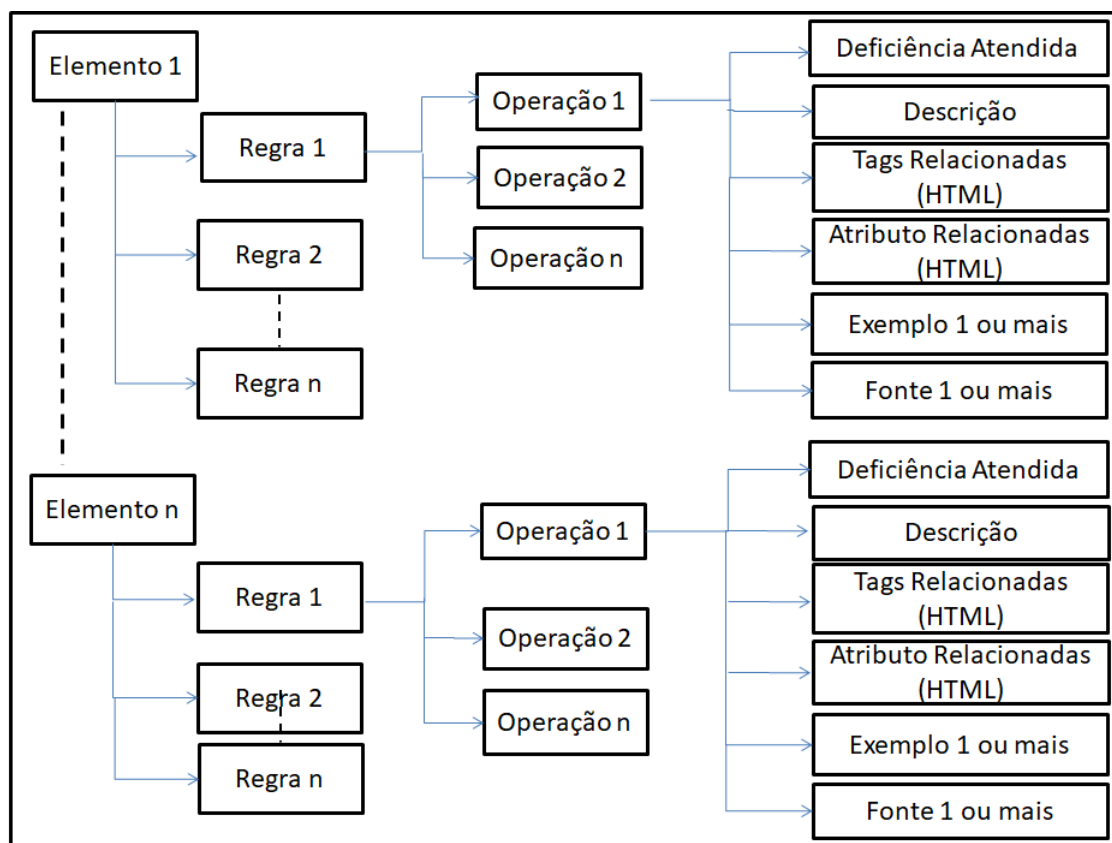 Elemento 1
Regra 1
Regra 2
Regra n
Operação 1
Operação 2
Operação n
Deficiência Atendida
Descrição
Tags Relacionadas
(HTML)
Atributo Relacionadas
(HTML)
Exemplo 1 ou mais
Fonte 1 ou mais
Elemento n
Regra 1
Regra 2
Regra n
Operação 1
Operação 2
Operação n
Deficiência Atendida
Descrição
Tags Relacionadas
(HTML)
Atributo Relacionadas
(HTML)
Exemplo 1 ou mais
Fonte 1 ou mais